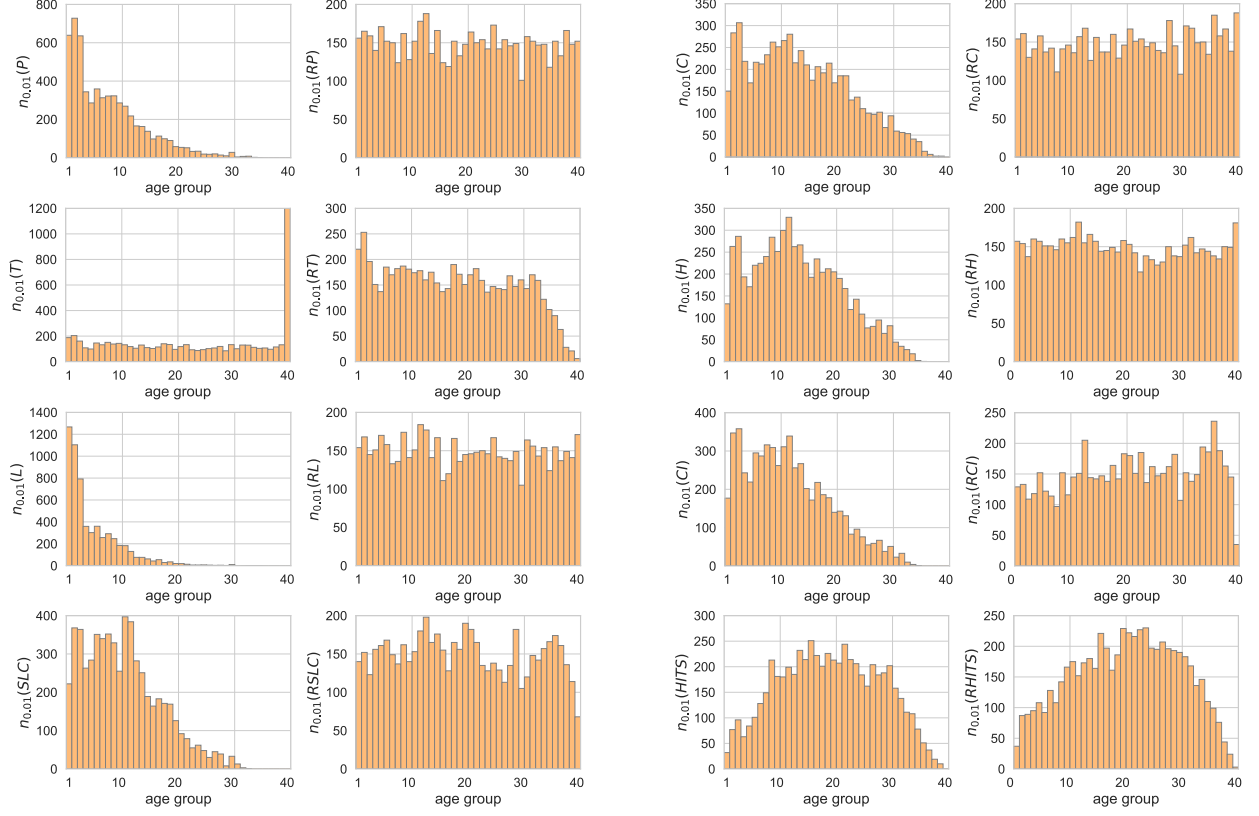 n0.01(P)
800
600
400
200
0
1 10 20 30 40
age group
n0.01(RP)
200
150
100
50
0
1 10 20 30 40
age group
n0.01(C)
350
300
250
200
150
100
50
0
1 10 20 30 40
age group
n0.01(RC)
200
150
100
50
0
1 10 20 30 40
age group
n0.01(T)
1200
1000
800
600
400
200
0
1 10 20 30 40
age group
n0.01(RT)
300
250
200
150
100
50
0
1 10 20 30 40
age group
n0.01(H)
350
300
250
200
150
100
50
0
1 10 20 30 40
age group
n0.01(RH)
200
150
100
50
0
0 10 20 30 40
age group
n0.01(L)
1400
1200
1000
800
600
400
200
0
1 10 20 30 40
age group
n0.01(RL)
200
150
100
50
0
1 10 20 30 40
age group
n0.01(CI)
400
300
200
100
0
1 10 20 30 40
age group
n0.01(RCI)
250
200
150
100
50
0
0 10 20 30 40
age group
n0.01(SLC)
400
300
200
100
0
1 10 20 30 40
age group
n0.01(RSLC)
200
150
100
50
0
1 10 20 30 40
age group
n0.01(HITS)
300
250
200
150
100
50
0
1 10 20 30 40
age group
n0.01(RHITS)
250
200
150
100
50
0
1 10 20 30 40
age group